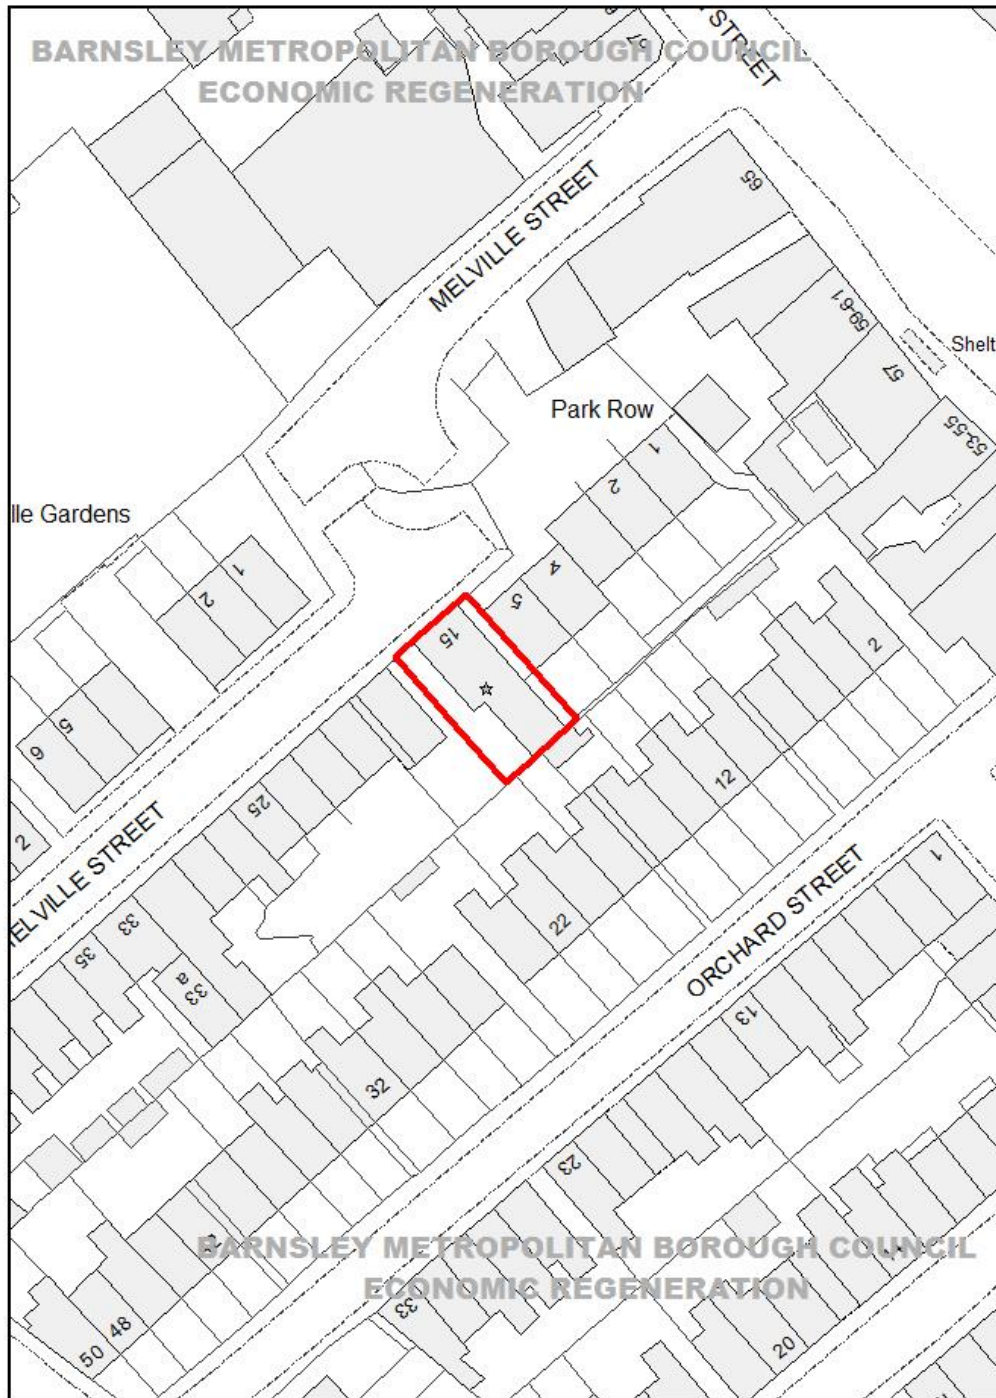 BARNSLEY METROPOLITAN BOROUGH COUNCIL
ECONOMIC REGENERATION
STREET
67
MELVILLE STREET
65
59-61
Shelt
57
53-55
Park Row
1
2
4
5
lle Gardens
1
2
15
5
6
2
2
12
25
22
ELVILLE STREET
33
35
33
a
ORCHARD STREET
1
13
32
23
BARNSLEY METROPOLITAN BOROUGH COUNCIL
ECONOMIC REGENERATION
33
48
50
20